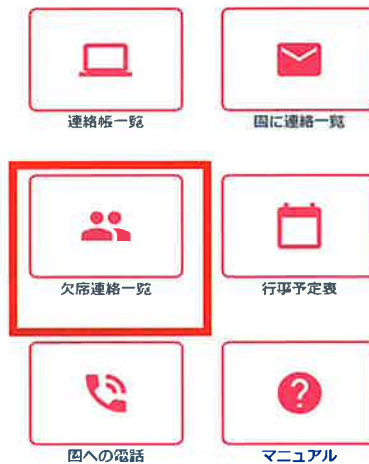 連絡帳一覧
園に連絡一覧
欠席連絡一覧
行事予定表
園への電話
マニュアル